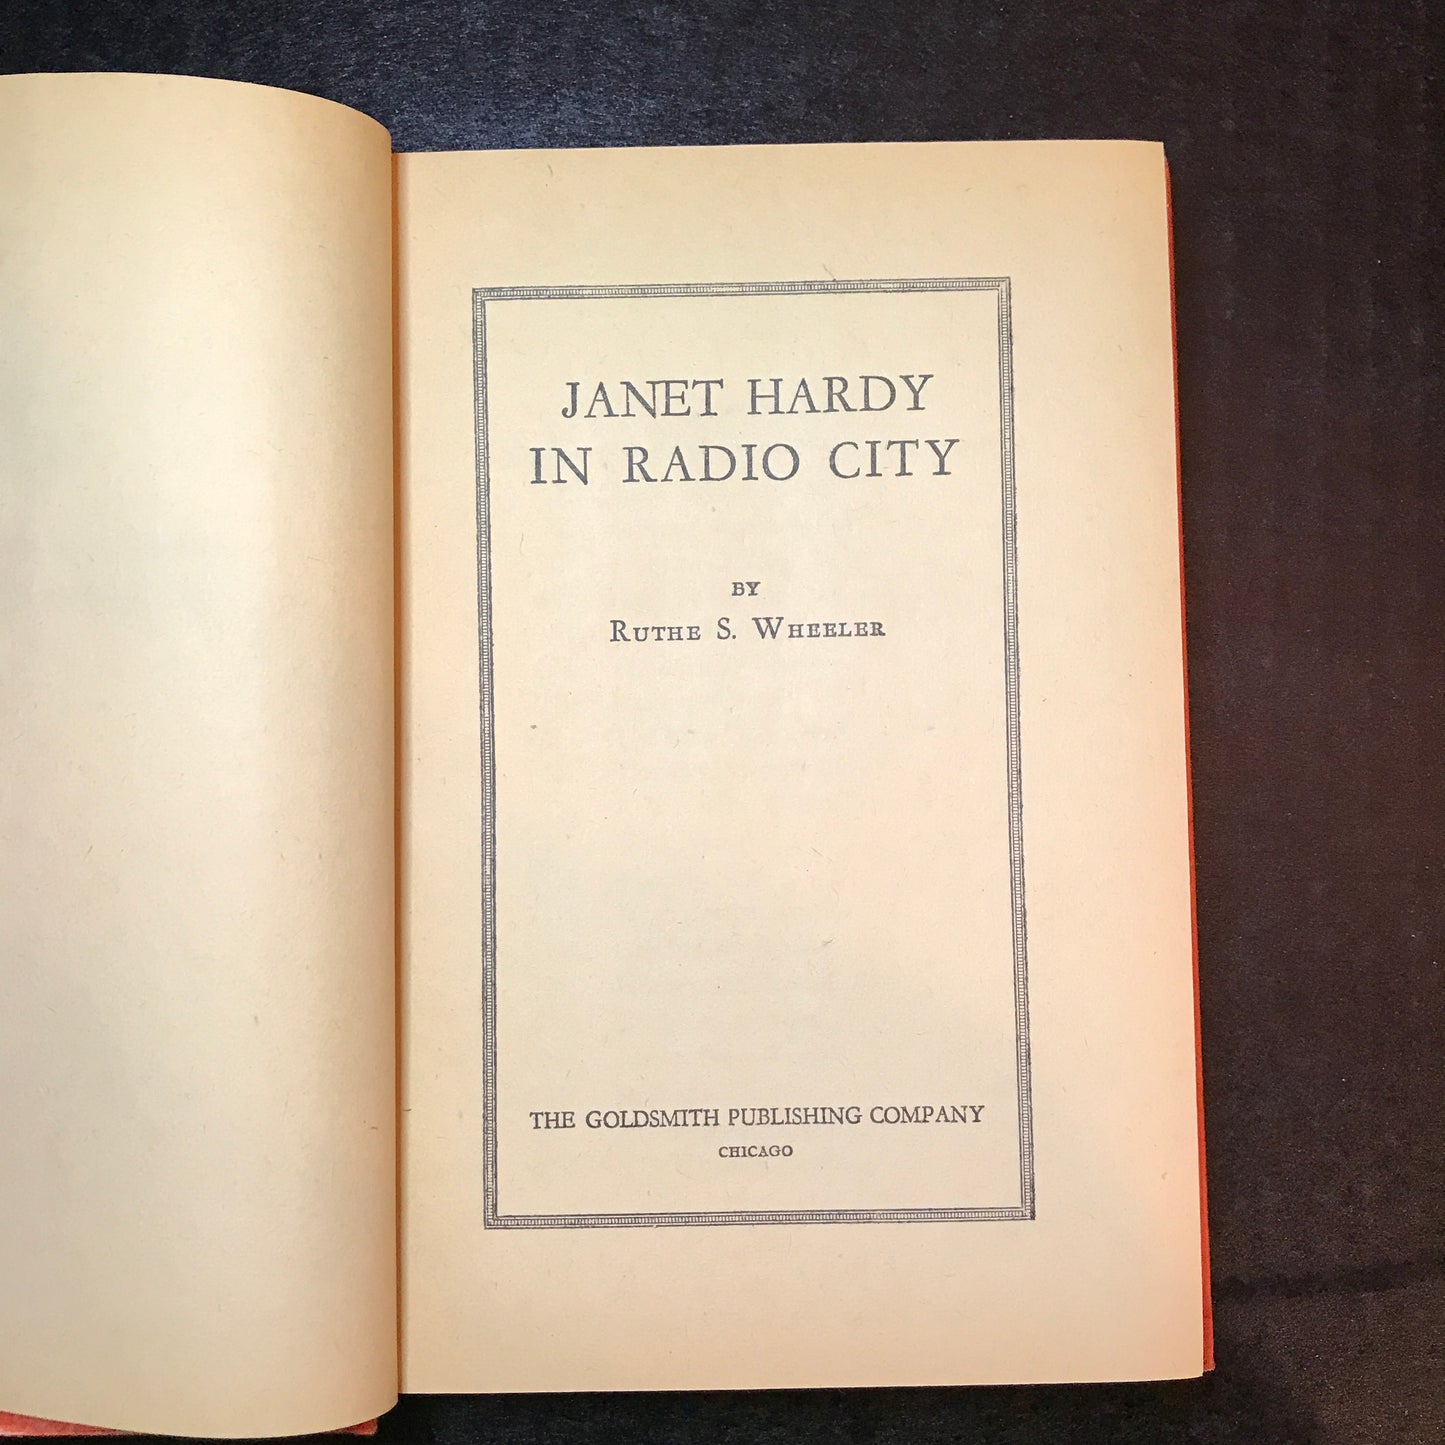 JANET HARDY
IN RADIO CITY
BY
RUTHE S. WHEELER
THE GOLDSMITH PUBLISHING COMPANY
CHICAGO